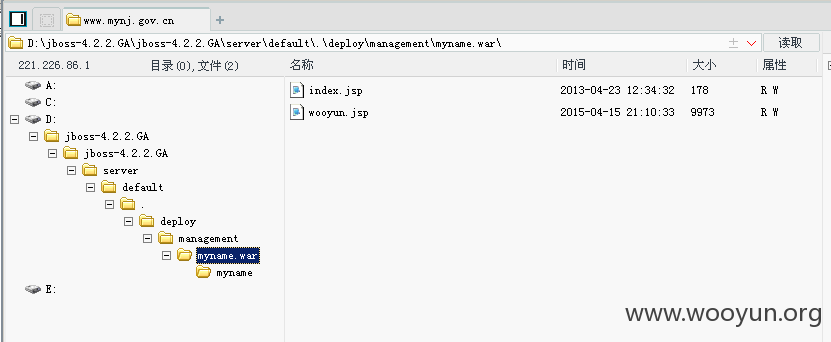 www.mynj.gov.cn
D:\jboss-4.2.2.GA\jboss-4.2.2.GA\server\default\.\deploy\management\myname.war\ 读取
221.226.86.1 目录(0),文件(2) 名称 时间 大小 属性
A:
C:
D:
jboss-4.2.2.GA
jboss-4.2.2.GA
server
default
.
deploy
management
myname.war
myname
E:
index.jsp 2013-04-23 12:34:32 178 R W
wooyun.jsp 2015-04-15 21:10:33 9973 R W
www.wooyun.org